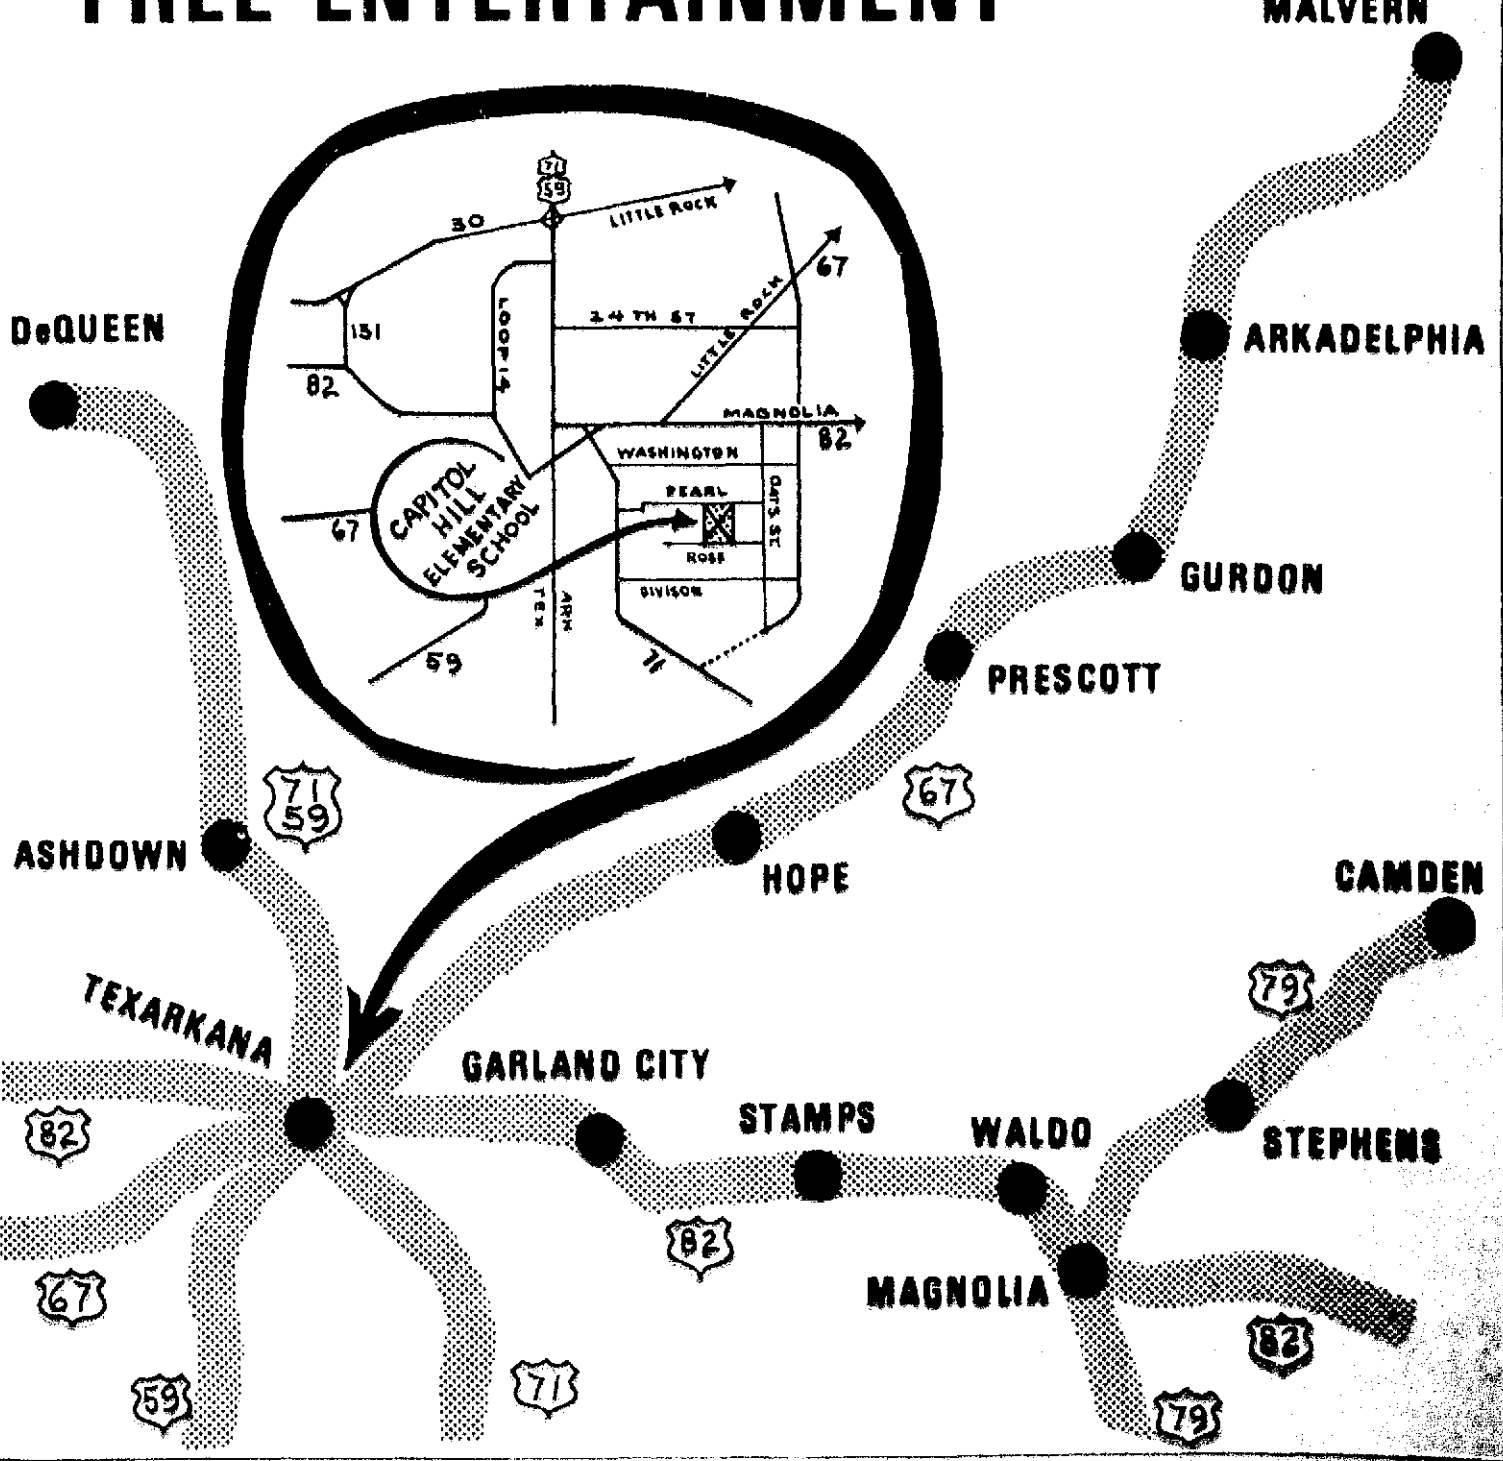 FREE ENTERTAINMENT
MALVERN
71
59
30
LITTLE ROCK
67
LITTLE ROCK
24 TH ST
LOOP 14
151
82
MAGNOLIA
82
WASHINGTON
PEARL
OATS ST
ROSE
DIVISON
CAPITOL
HILL
ELEMENTARY
SCHOOL
67
TEX.
ARK
59
71
DeQUEEN
ARKADELPHIA
GURDON
PRESCOTT
71
59
67
ASHDOWN
HOPE
CAMDEN
79
TEXARKANA
GARLAND CITY
STAMPS
WALDO
STEPHENS
82
82
MAGNOLIA
67
82
59
71
79